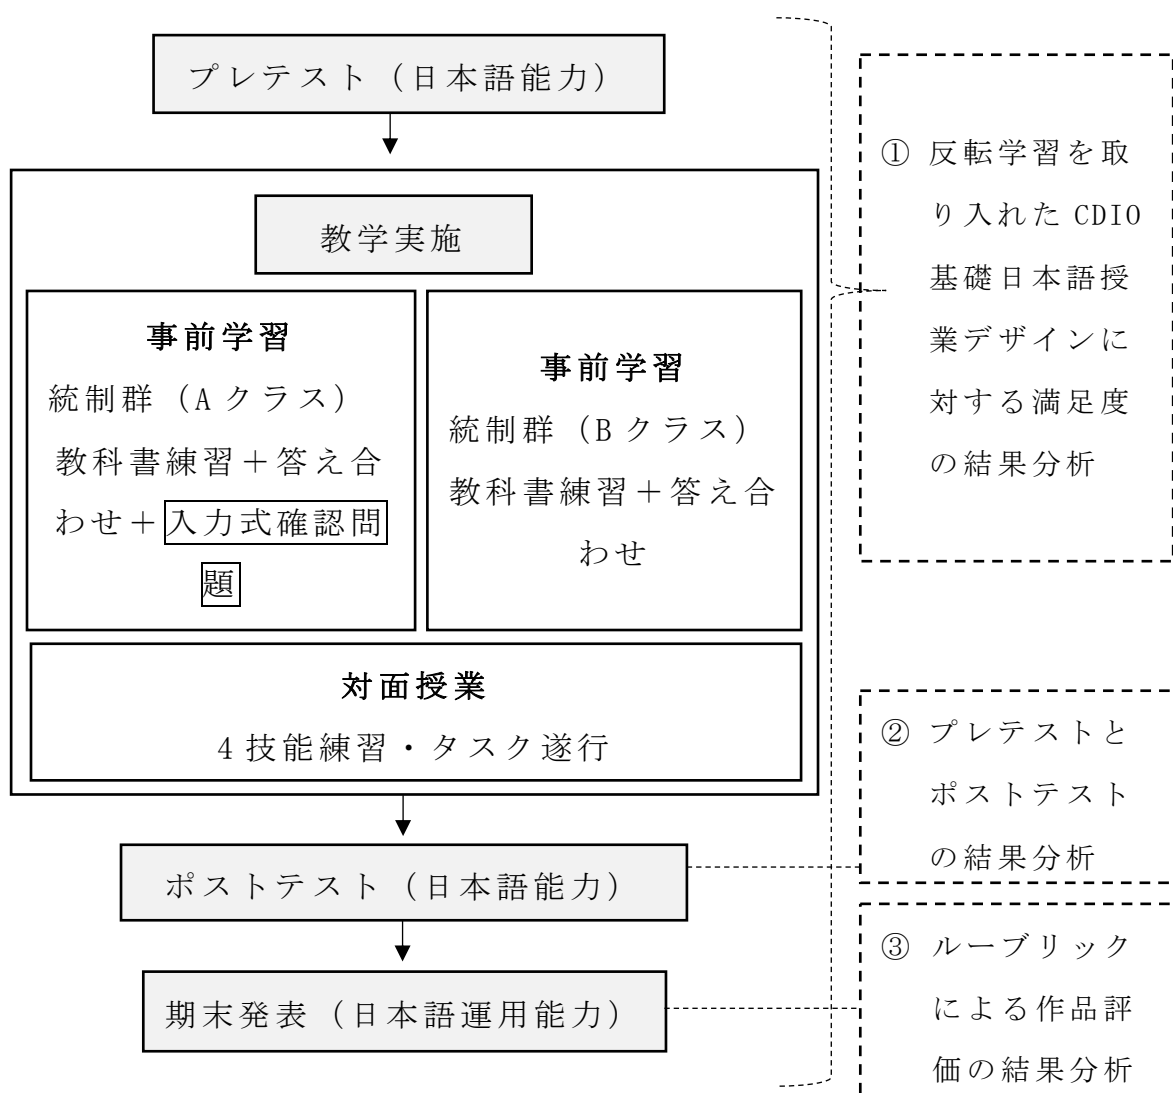 プレテスト（日本語能力）
教学実施
事前学習
統制群（Aクラス）
教科書練習＋答え合
わせ＋入力式確認問
題
事前学習
統制群（Bクラス）
教科書練習＋答え合
わせ
対面授業
4技能練習・タスク遂行
ポストテスト（日本語能力）
期末発表（日本語運用能力）
① 反転学習を取
り入れた CDIO
基礎日本語授
業デザインに
対する満足度
の結果分析
② プレテストと
ポストテスト
の結果分析
③ ルーブリック
による作品評
価の結果分析